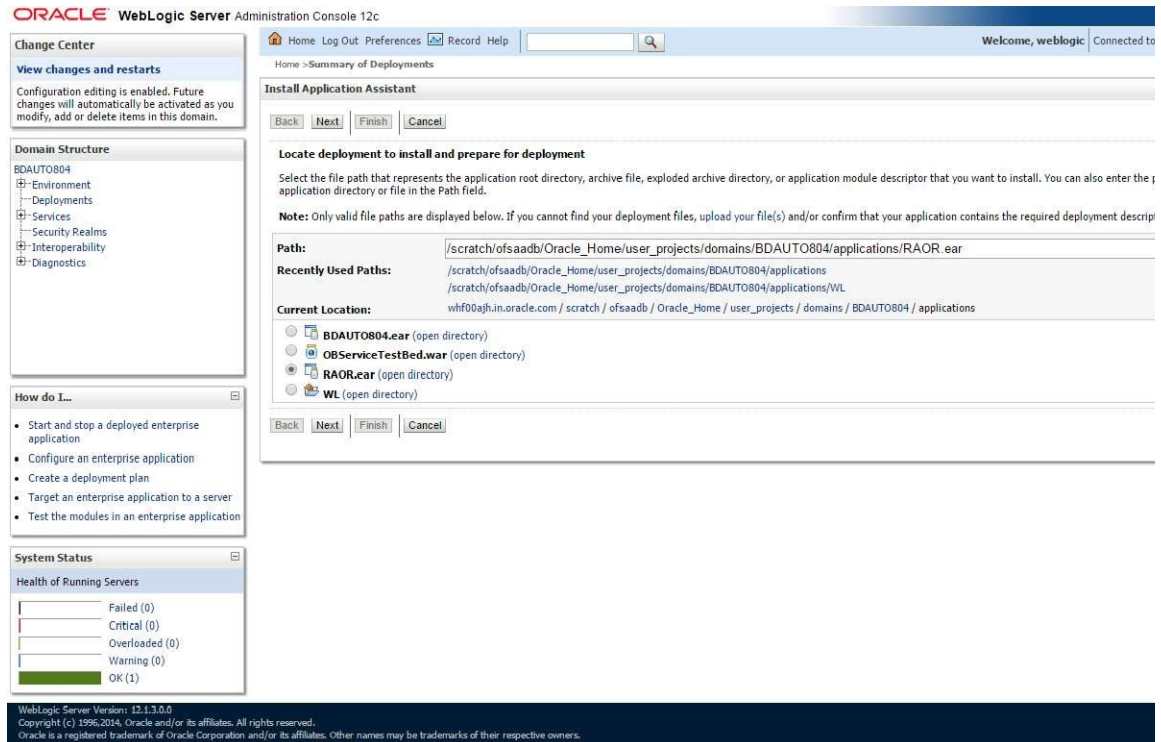 ORACLE WebLogic Server Administration Console 12c
Change Center
View changes and restarts
Configuration editing is enabled. Future
changes will automatically be activated as you
modify, add or delete items in this domain.
Domain Structure
BDAUTO804
Environment
Deployments
Services
Security Realms
Interoperability
Diagnostics
How do I...
Start and stop a deployed enterprise
application
Configure an enterprise application
Create a deployment plan
Target an enterprise application to a server
Test the modules in an enterprise application
System Status
Health of Running Servers
Failed (0)
Critical (0)
Overloaded (0)
Warning (0)
OK (1)
Home Log Out Preferences Record Help
Welcome, weblogic Connected to
Home >Summary of Deployments
Install Application Assistant
Back Next Finish Cancel
Locate deployment to install and prepare for deployment
Select the file path that represents the application root directory, archive file, exploded archive directory, or application module descriptor that you want to install. You can also enter the p
application directory or file in the Path field.
Note: Only valid file paths are displayed below. If you cannot find your deployment files, upload your file(s) and/or confirm that your application contains the required deployment descrip
Path: /scratch/ofsaadb/Oracle_Home/user_projects/domains/BDAUTO804/applications/RAOR.ear
Recently Used Paths: /scratch/ofsaadb/Oracle_Home/user_projects/domains/BDAUTO804/applications
/scratch/ofsaadb/Oracle_Home/user_projects/domains/BDAUTO804/applications/WL
Current Location: whf00ajh.in.oracle.com / scratch / ofsaadb / Oracle_Home / user_projects / domains / BDAUTO804 / applications
BDAUTO804.ear (open directory)
OBServiceTestBed.war (open directory)
RAOR.ear (open directory)
WL (open directory)
Back Next Finish Cancel
WebLogic Server Version: 12.1.3.0.0
Copyright (c) 1996,2014, Oracle and/or its affiliates. All rights reserved.
Oracle is a registered trademark of Oracle Corporation and/or its affiliates. Other names may be trademarks of their respective owners.